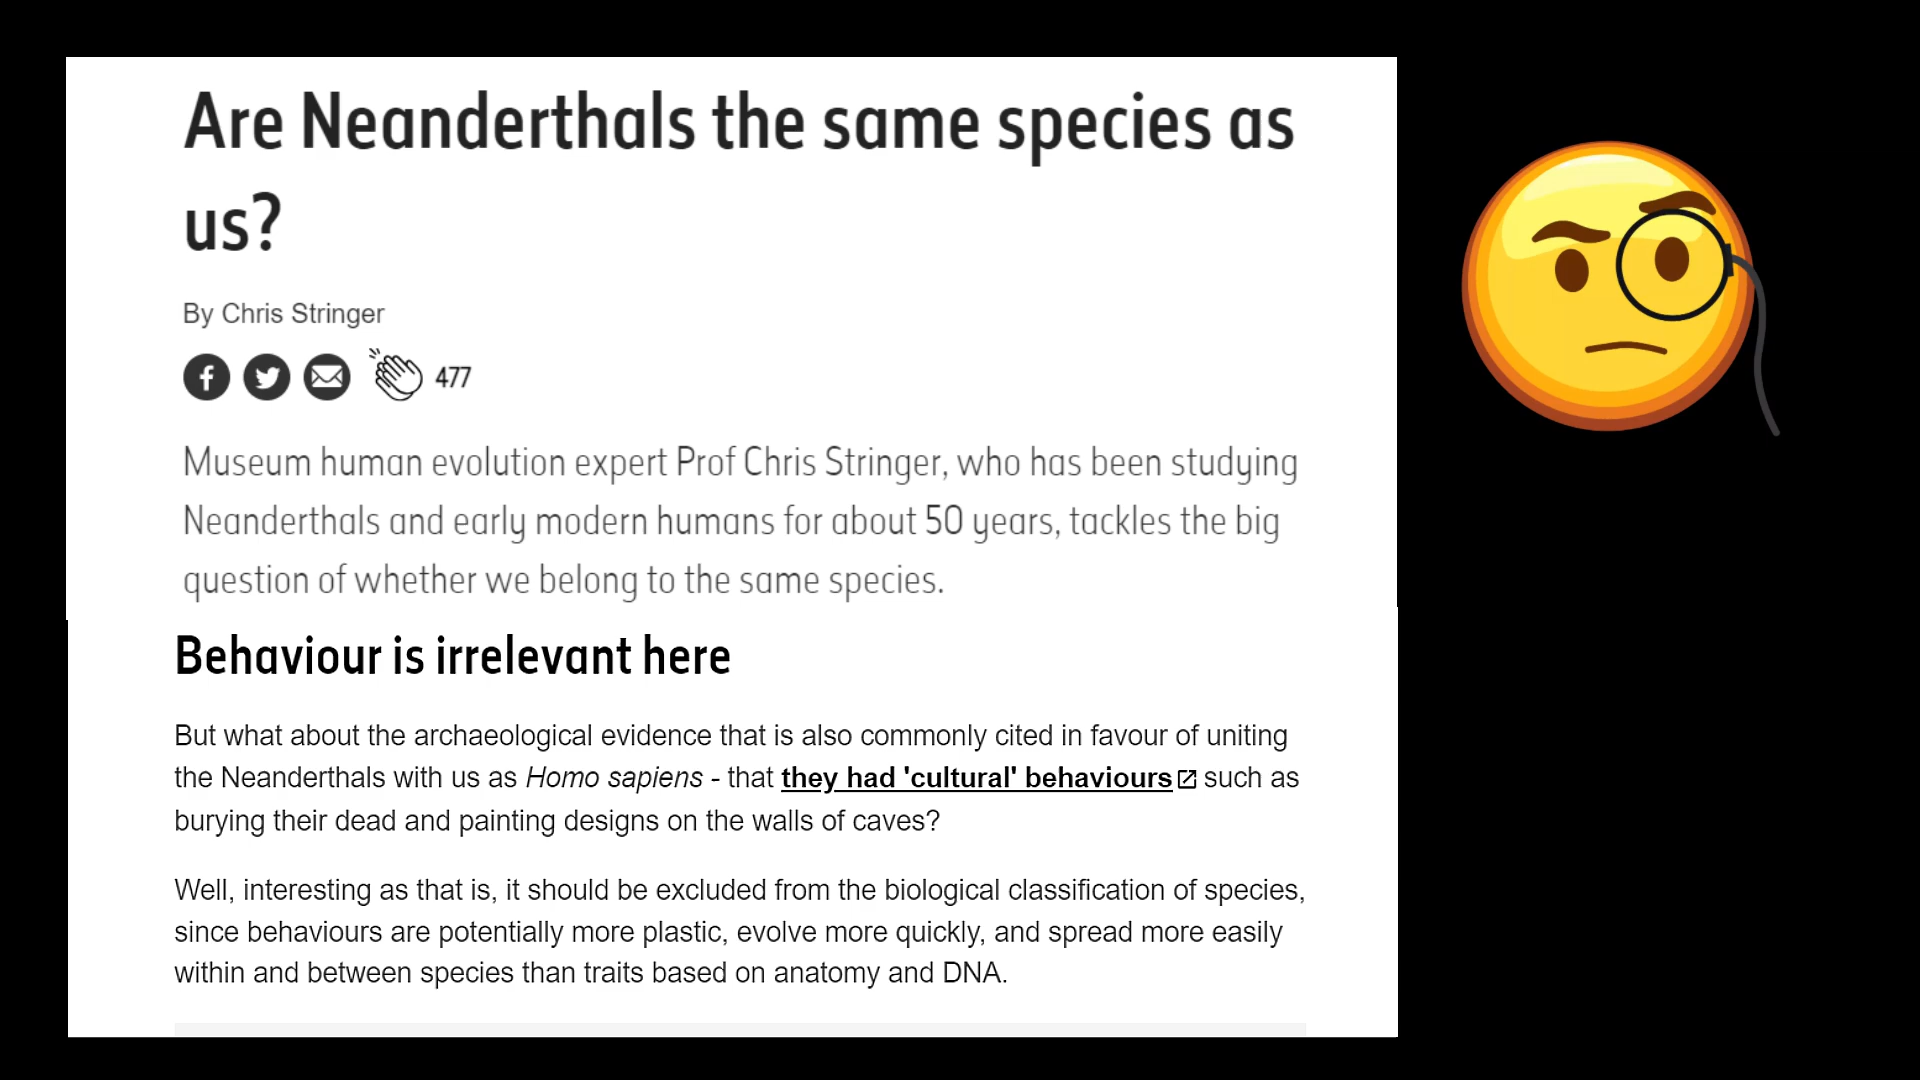 Are Neanderthals the same species as
us?
By Chris Stringer
477
Museum human evolution expert Prof Chris Stringer, who has been studying
Neanderthals and early modern humans for about 50 years, tackles the big
question of whether we belong to the same species.
Behaviour is irrelevant here
But what about the archaeological evidence that is also commonly cited in favour of uniting
the Neanderthals with us as Homo sapiens - that they had 'cultural' behaviours such as
burying their dead and painting designs on the walls of caves?
Well, interesting as that is, it should be excluded from the biological classification of species,
since behaviours are potentially more plastic, evolve more quickly, and spread more easily
within and between species than traits based on anatomy and DNA.